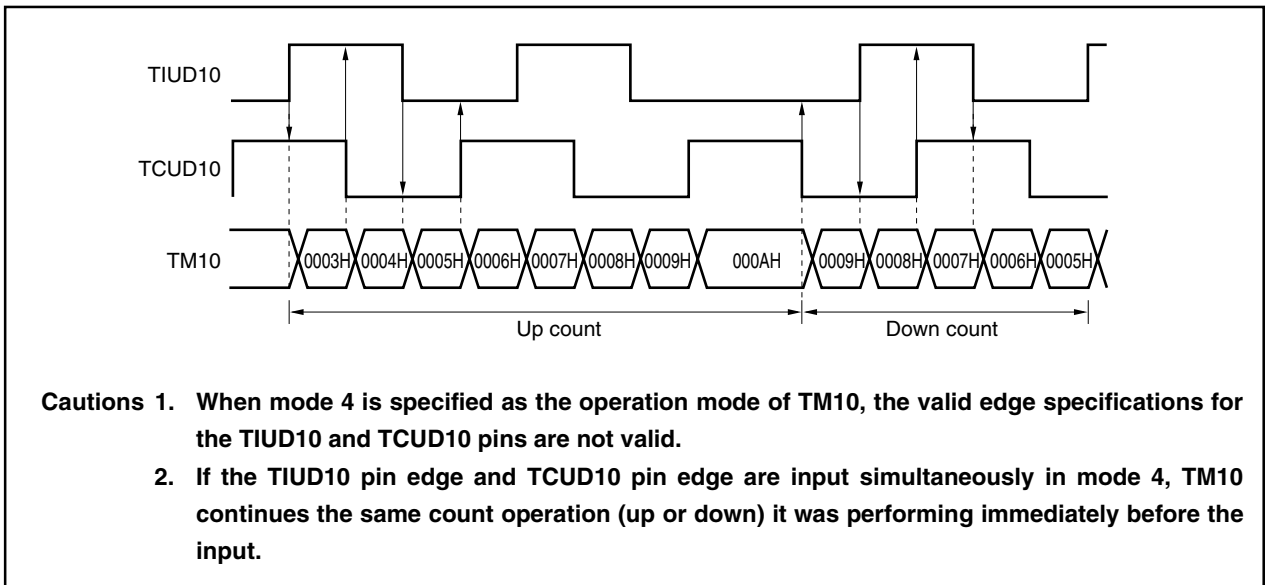 TIUD10
TCUD10
TM10
0003H 0004H 0005H 0006H 0007H 0008H 0009H 000AH 0009H 0008H 0007H 0006H 0005H
Up count Down count
Cautions 1. When mode 4 is specified as the operation mode of TM10, the valid edge specifications for
the TIUD10 and TCUD10 pins are not valid.
2. If the TIUD10 pin edge and TCUD10 pin edge are input simultaneously in mode 4, TM10
continues the same count operation (up or down) it was performing immediately before the
input.